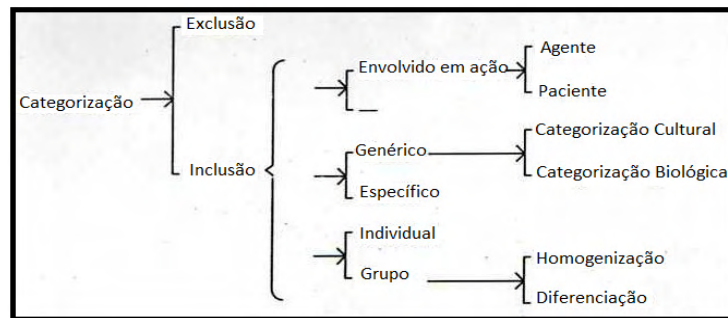 Categorização
Exclusão
Inclusão
Envolvido em ação
—
Agente
Paciente
Genérico
Específico
Categorização Cultural
Categorização Biológica
Individual
Grupo
Homogenização
Diferenciação